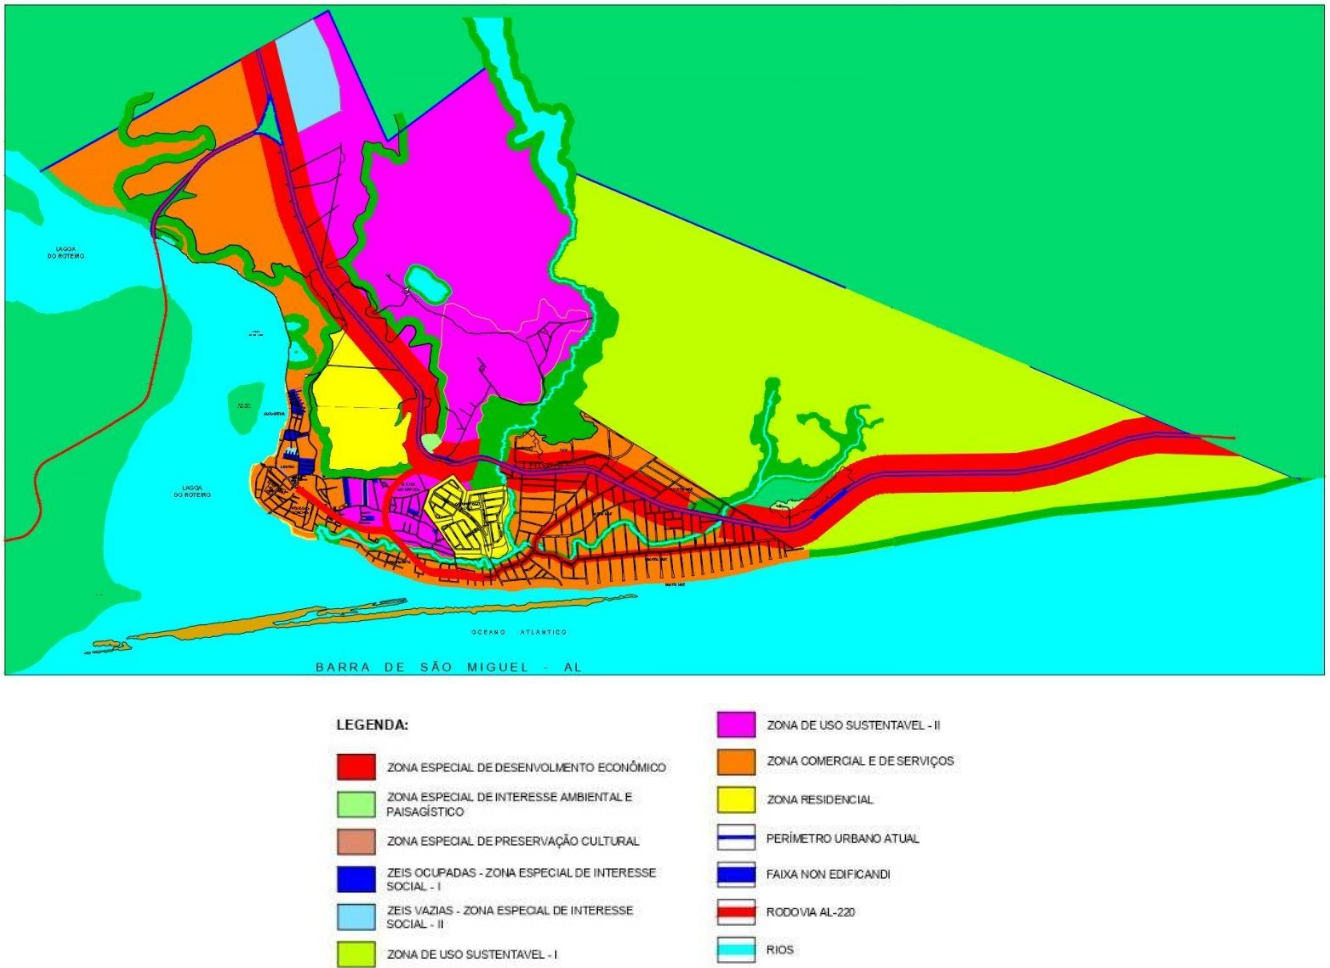 LAGOA
DO ROTEIRO
LAGOA
DO ROTEIRO
OCEANO ATLANTICO
BARRA DE SÃO MIGUEL - AL
LEGENDA:
ZONA ESPECIAL DE DESENVOLMENTO ECONÔMICO
ZONA ESPECIAL DE INTERESSE AMBIENTAL E
PAISAGÍSTICO
ZONA ESPECIAL DE PRESERVAÇÃO CULTURAL
ZEIS OCUPADAS - ZONA ESPECIAL DE INTERESSE
SOCIAL - I
ZEIS VAZIAS - ZONA ESPECIAL DE INTERESSE
SOCIAL - II
ZONA DE USO SUSTENTAVEL - I
ZONA DE USO SUSTENTAVEL - II
ZONA COMERCIAL E DE SERVIÇOS
ZONA RESIDENCIAL
PERÍMETRO URBANO ATUAL
FAIXA NON EDIFICANDI
RODOVIA AL-220
RIOS